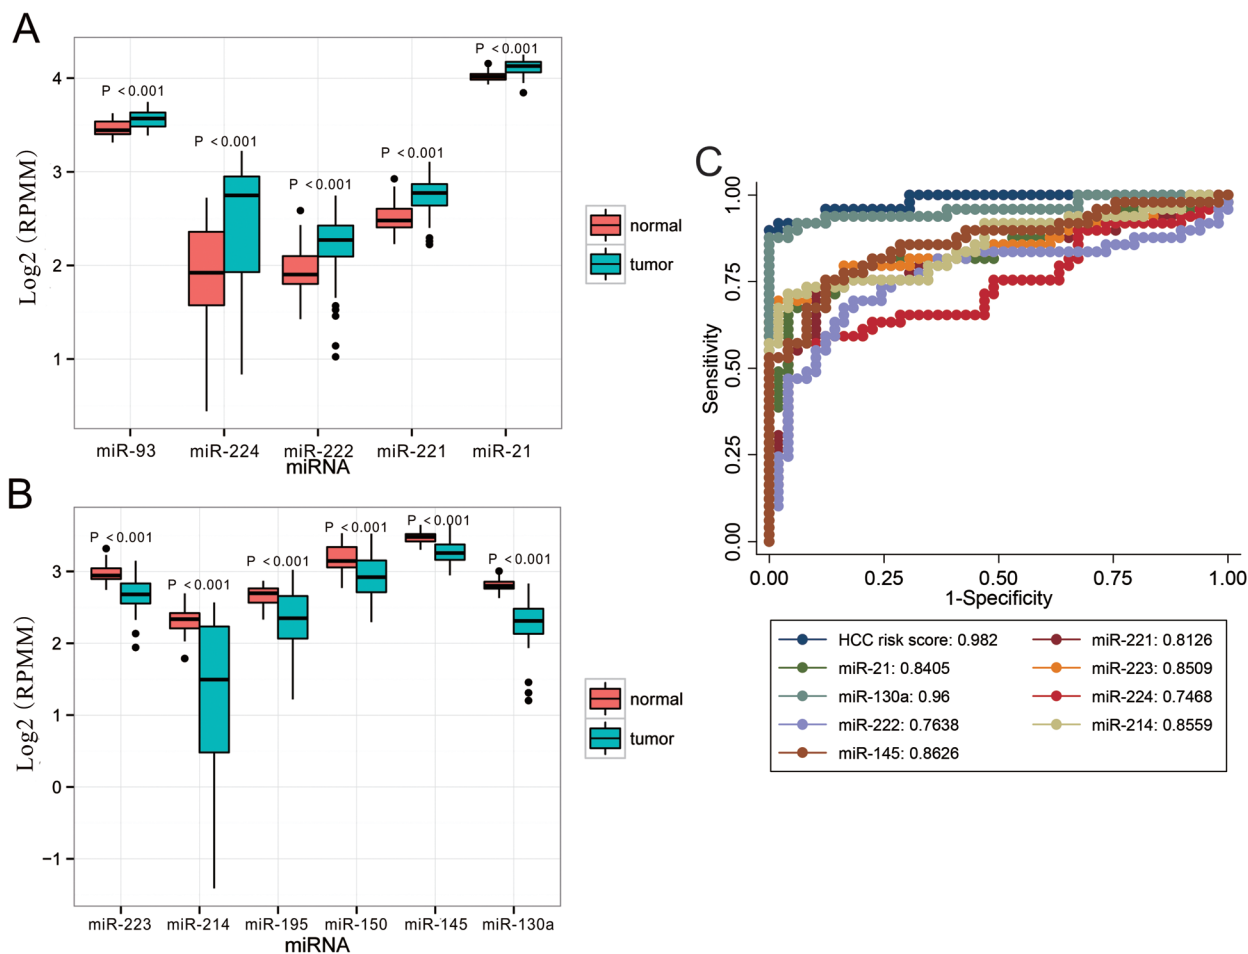 A
P <0.001
P <0.001
P <0.001
P <0.001
P <0.001
4
3
2
1
Log2 (RPMM)
miR-93 miR-224 miR-222 miR-221 miR-21
miRNA
normal
tumor
B
P <0.001
P <0.001
P <0.001
P <0.001
P <0.001
P <0.001
3
2
1
0
−1
Log2 (RPMM)
miR-223 miR-214 miR-195 miR-150 miR-145 miR-130a
miRNA
normal
tumor
C
1.00
0.75
0.50
0.25
0.00
Sensitivity
0.00 0.25 0.50 0.75 1.00
1-Specificity
HCC risk score: 0.982 miR-221: 0.8126
miR-21: 0.8405 miR-223: 0.8509
miR-130a: 0.96 miR-224: 0.7468
miR-222: 0.7638 miR-214: 0.8559
miR-145: 0.8626